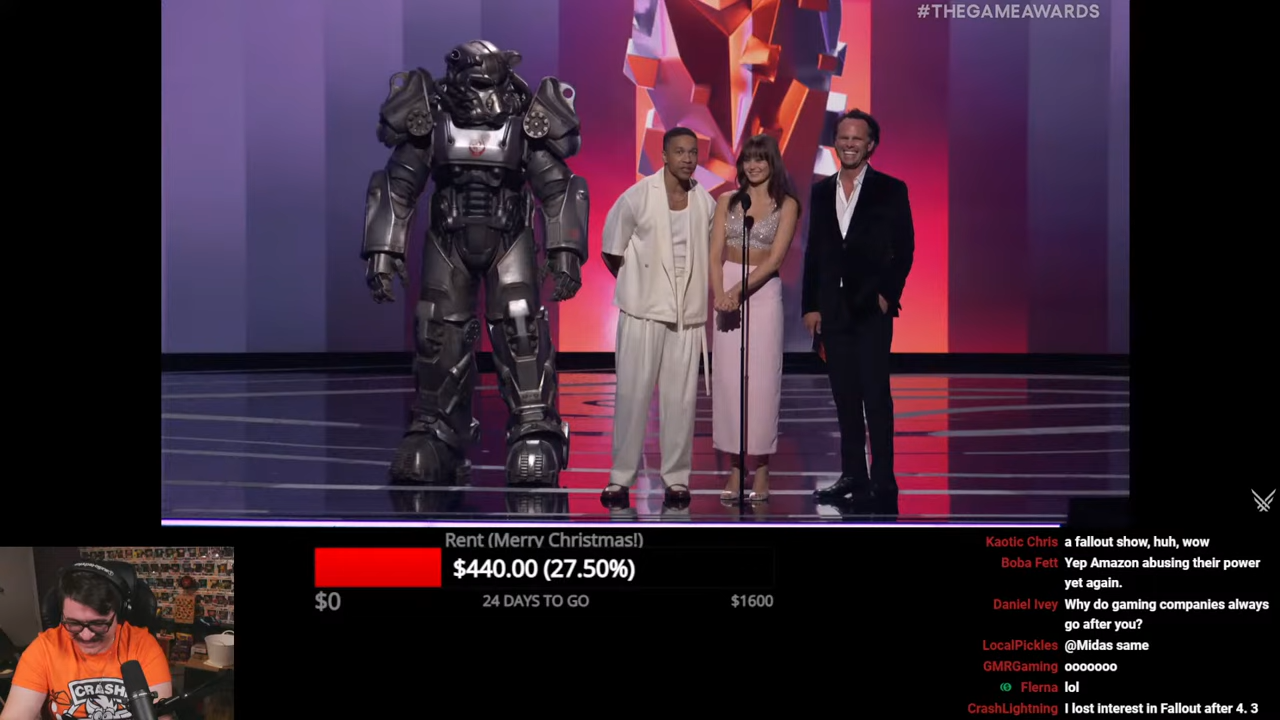 #THEGAMEAWARDS
Rent (Merry Christmas!)
$440.00 (27.50%)
$0
24 DAYS TO GO
$1600
Kaotic Chris a fallout show, huh, wow
Boba Fett Yep Amazon abusing their power
yet again.
Daniel Ivey Why do gaming companies always
go after you?
LocalPickles @Midas same
GMRGaming ooooooo
Flerna lol
CrashLightning I lost interest in Fallout after 4. 3
CRASH